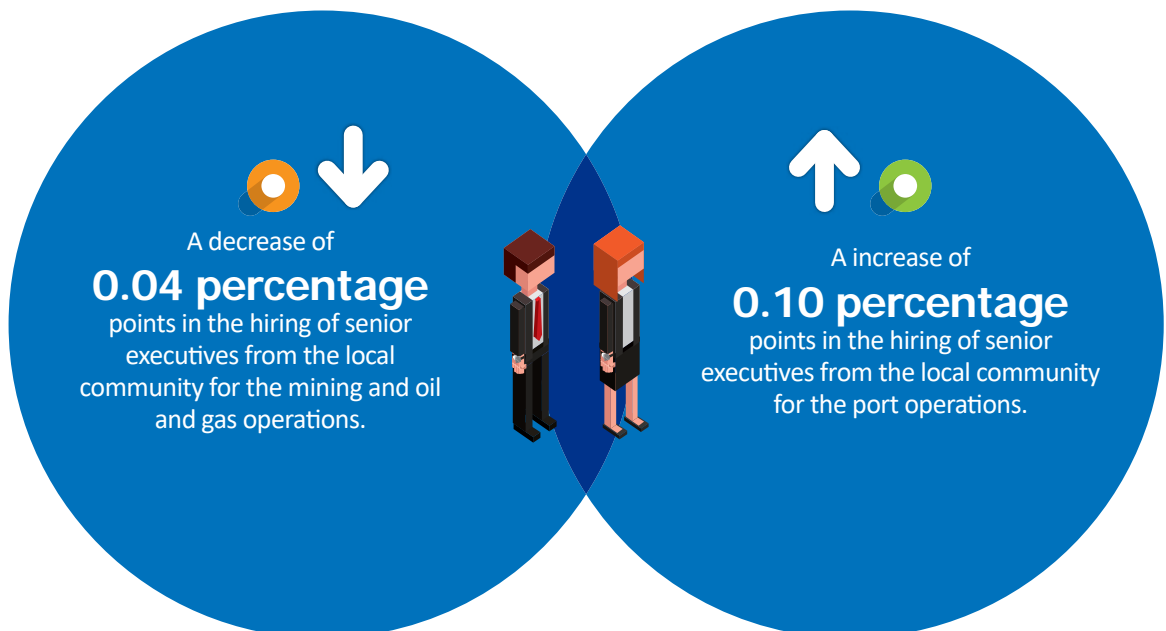 A decrease of
0.04 percentage
points in the hiring of senior
executives from the local
community for the mining and oil
and gas operations.
A increase of
0.10 percentage
points in the hiring of senior
executives from the local community
for the port operations.